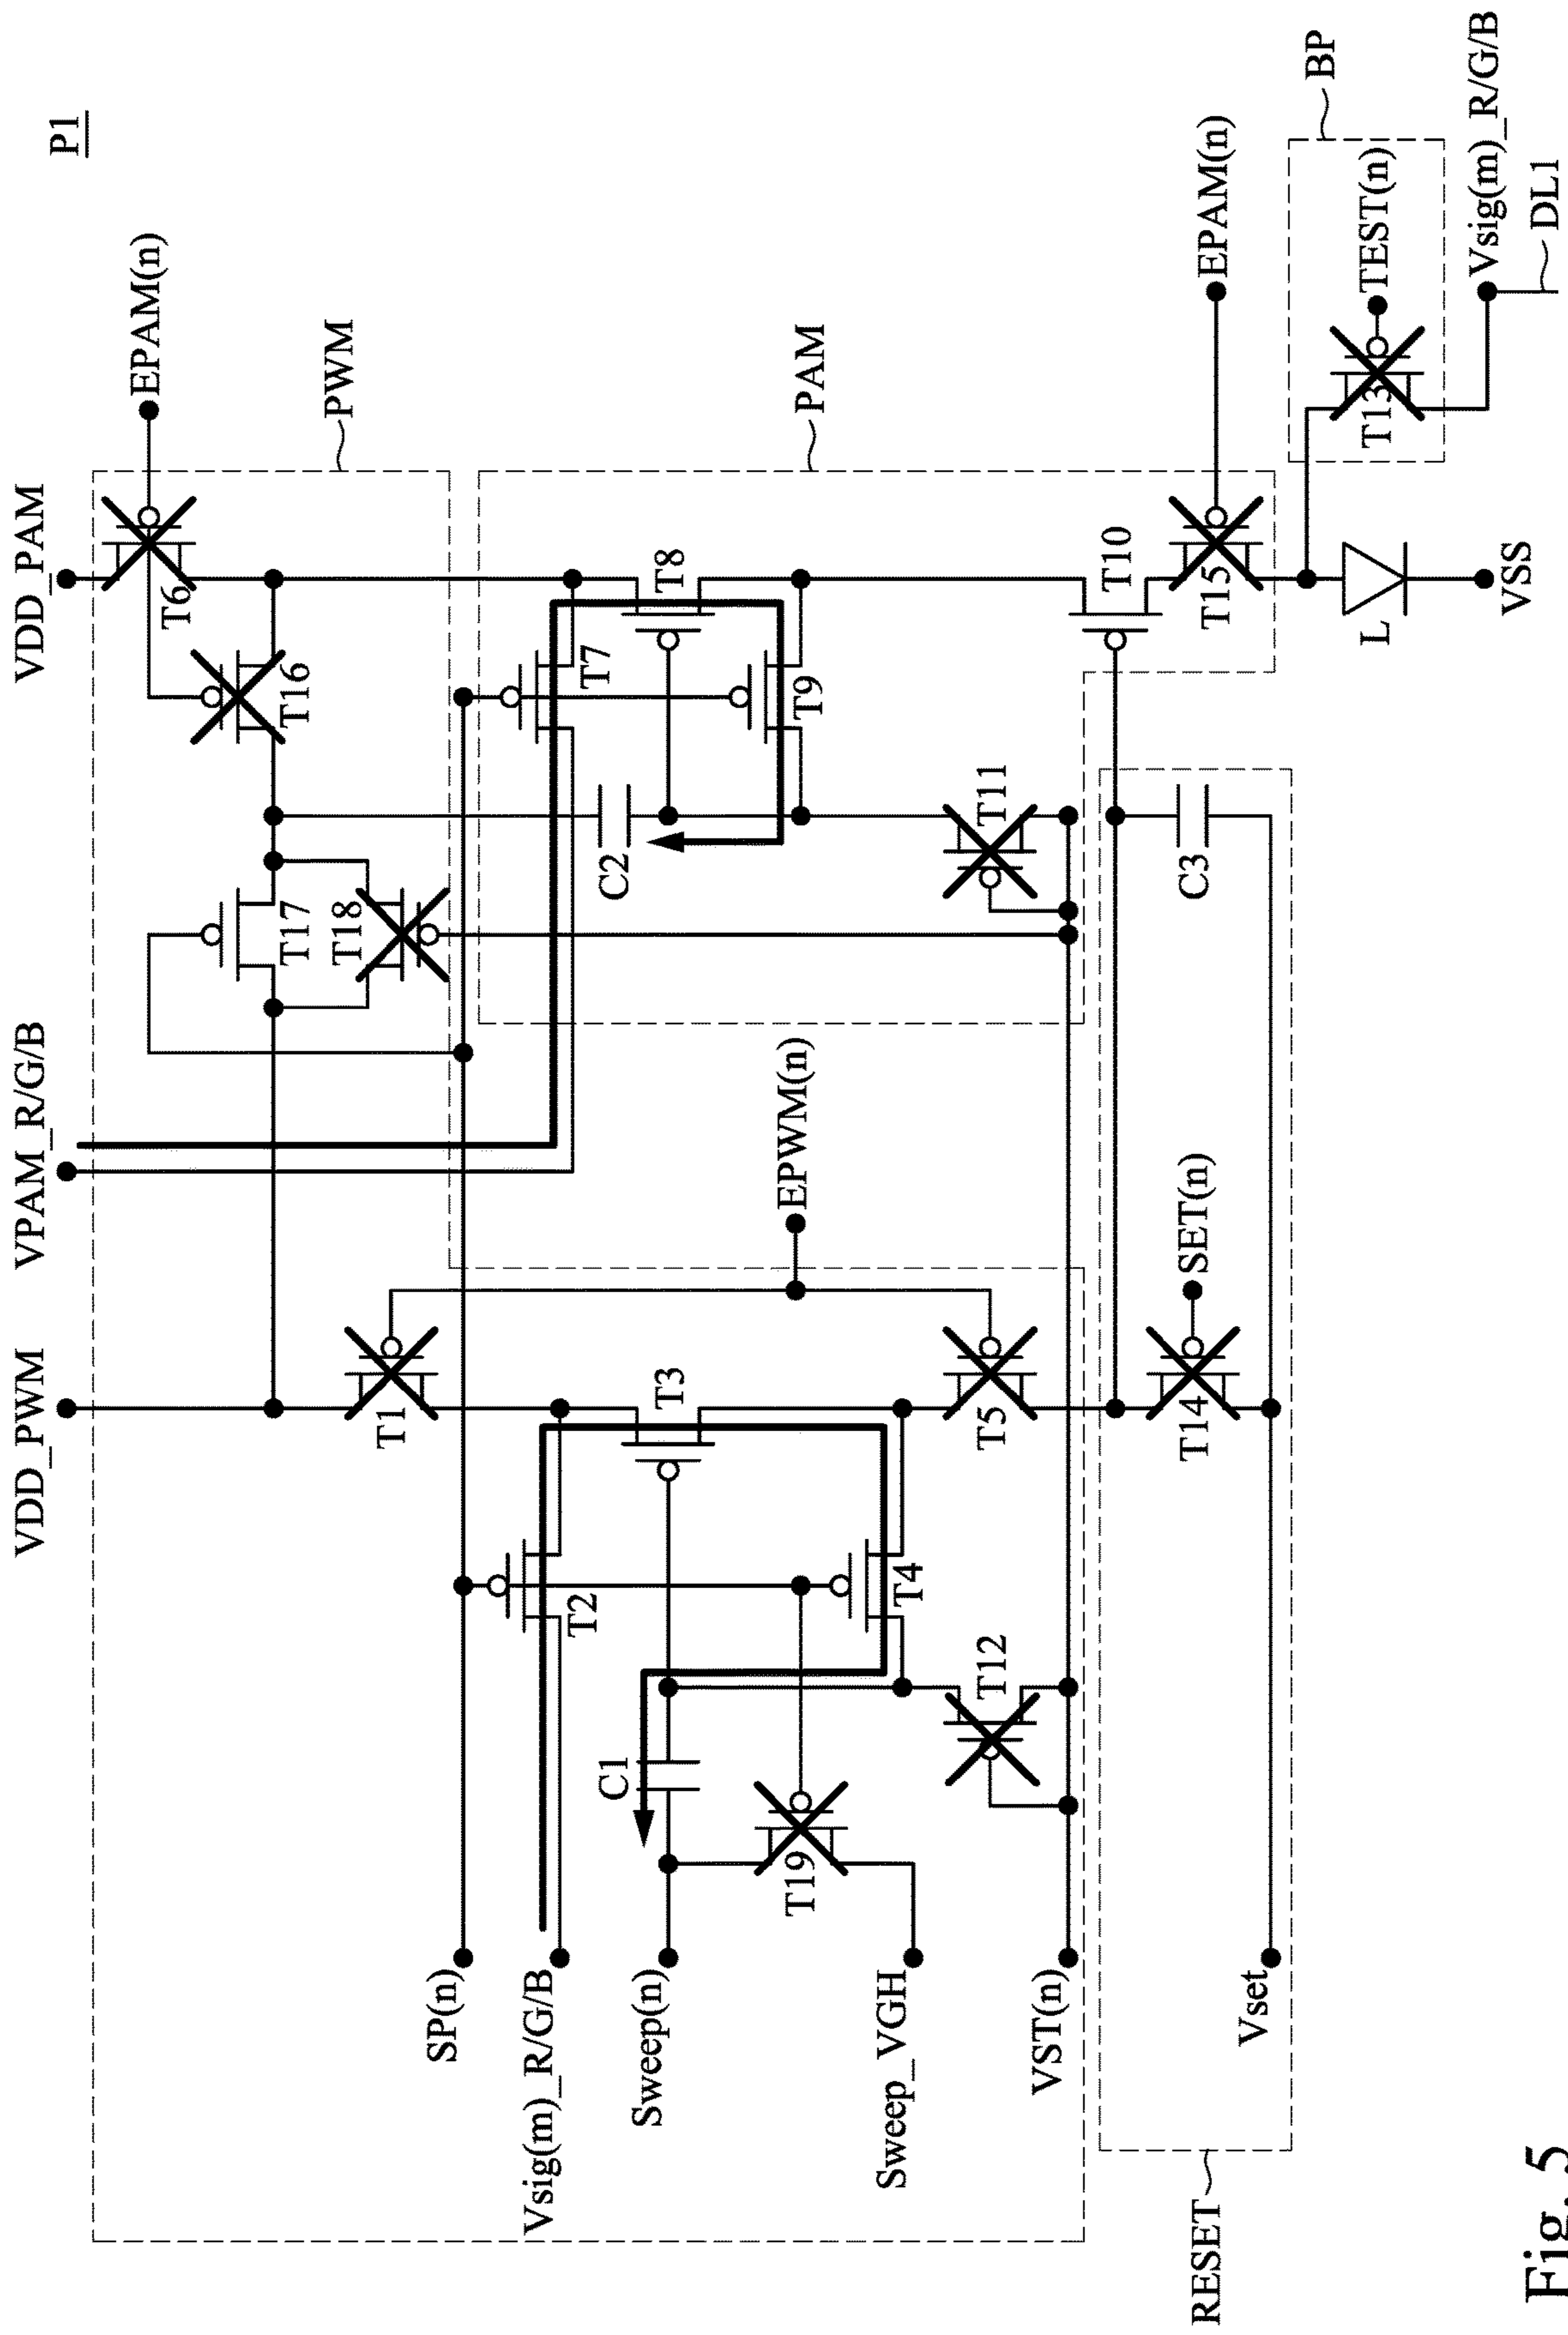 P1
VDD_PWM
VPAM_R/G/B
VDD_PAM
EPAM(n)
T6
T16
T17
T18
PWM
T1
SP(n)
Vsig(m)_R/G/B
T2
T3
T7
T8
C1
C2
Sweep(n)
T19
T4
EPWM(n)
T9
PAM
Sweep_VGH
T12
T5
T11
VST(n)
T10
EPAM(n)
T15
RESET
T14
SET(n)
C3
Vset
L
BP
T13
TEST(n)
VSS
Vsig(m)_R/G/B
DL1
Fig. 5